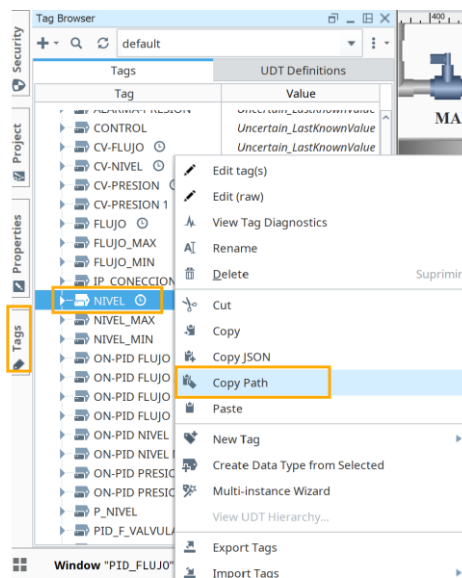 Tag Browser
400
default
Tags
UDT Definitions
Tag
Value
CONTROL
Uncertain_LastKnownValue
CV-FLUJO
Uncertain_LastKnownValue
CV-NIVEL
CV-PRESION
CV-PRESION 1
FLUJO
FLUJO_MAX
FLUJO_MIN
IP_CONECCION
NIVEL
NIVEL_MAX
NIVEL_MIN
ON-PID FLUJO
ON-PID FLUJO
ON-PID FLUJO
ON-PID FLUJO
ON-PID NIVEL
ON-PID NIVEL
ON-PID PRESIC
ON-PID PRESIC
P_NIVEL
PID_F_VALVUL
Window "PID_FLUJO"
Security
Project
Properties
Tags
MA
Edit tag(s)
Edit (raw)
View Tag Diagnostics
Rename
Delete Suprimir
Cut
Copy
Copy JSON
Copy Path
Paste
New Tag
Create Data Type from Selected
Multi-instance Wizard
View UDT Hierarchy...
Export Tags
Import Tags